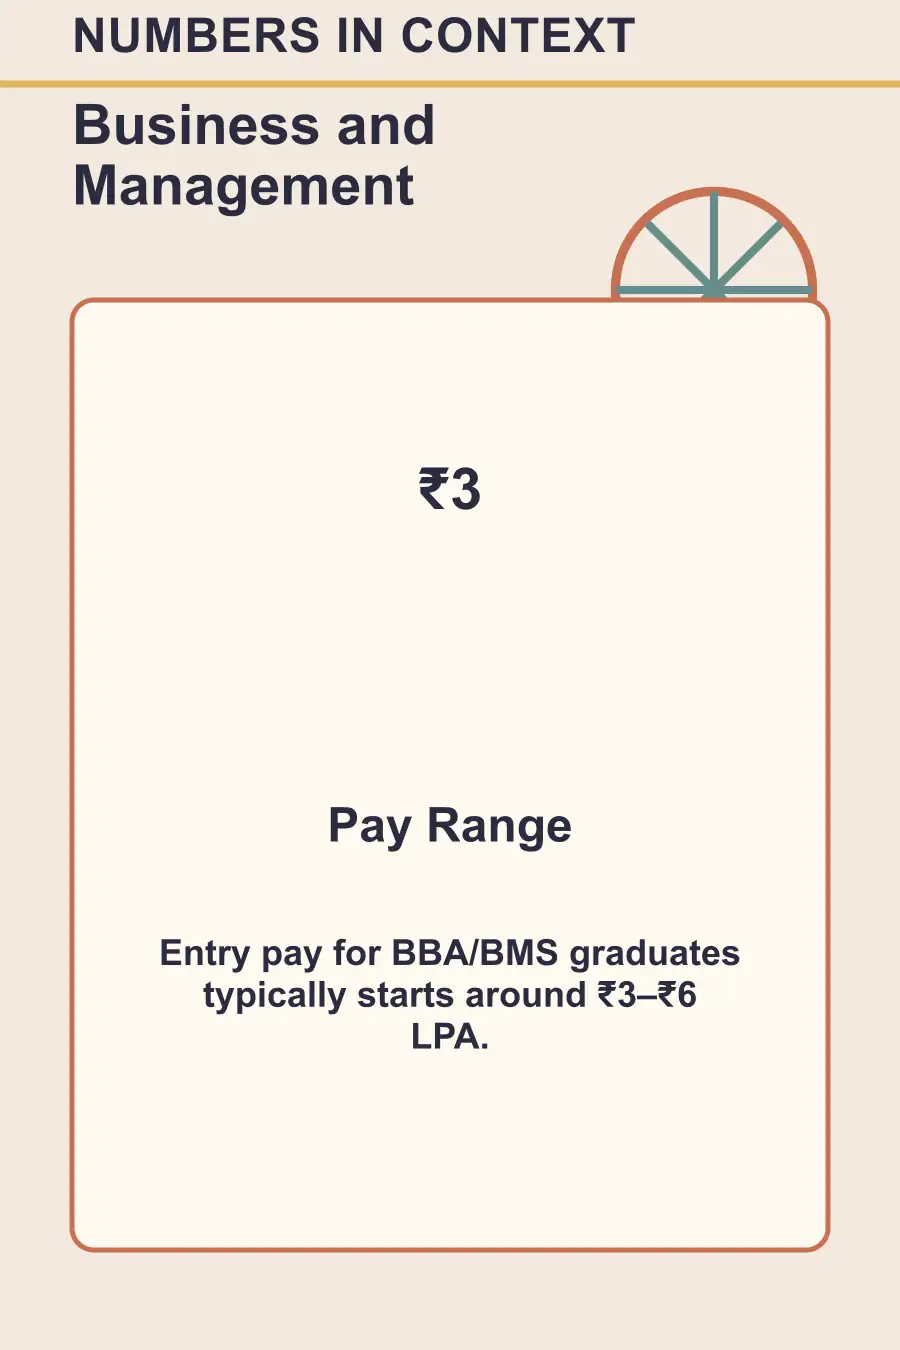 NUMBERS IN CONTEXT
Business and
Management
₹3
Pay Range
Entry pay for BBA/BMS graduates
typically starts around ₹3–₹6
LPA.